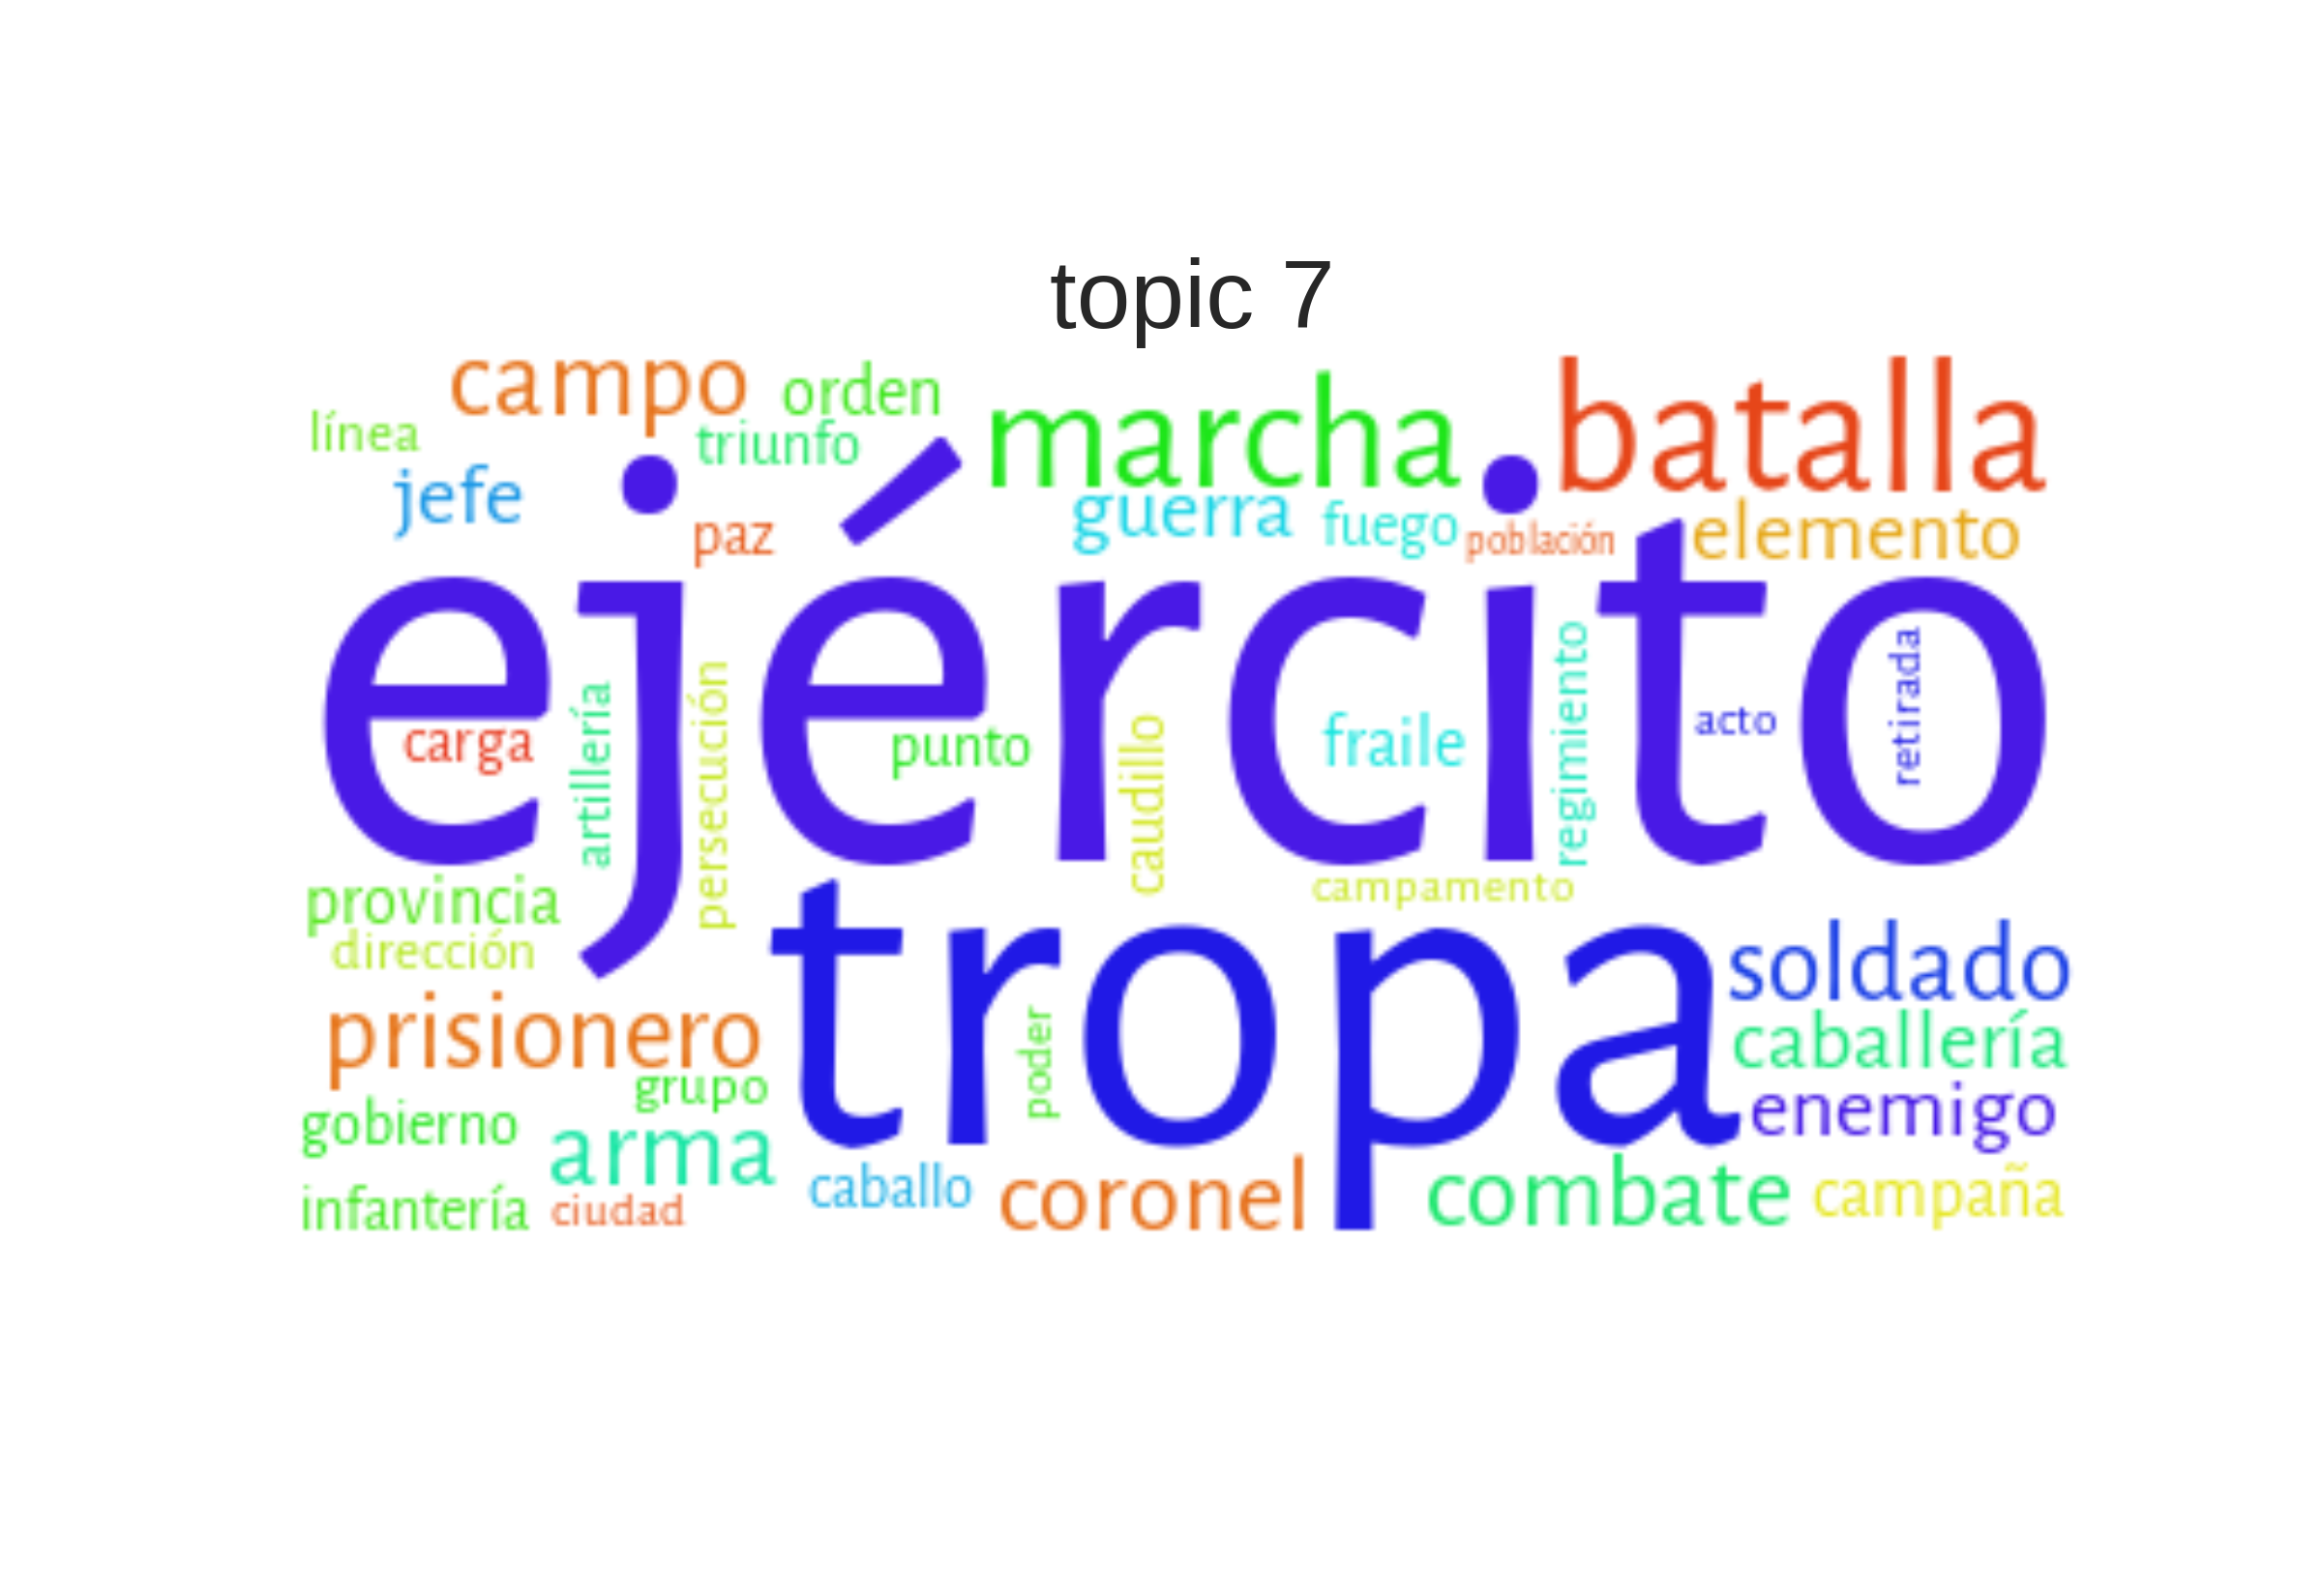 topic 7
campo
orden
marcha
batalla
línea
triunfo
jefe
paz
guerra
fuego
población
elemento
ejército
carga
artillería
persecución
punto
caudillo
fraile
regimiento
acto
retirada
provincia
dirección
campamento
tropa
soldado
prisionero
poder
caballería
grupo
gobierno
enemigo
arma
caballo
coronel
combate
campaña
infantería
ciudad